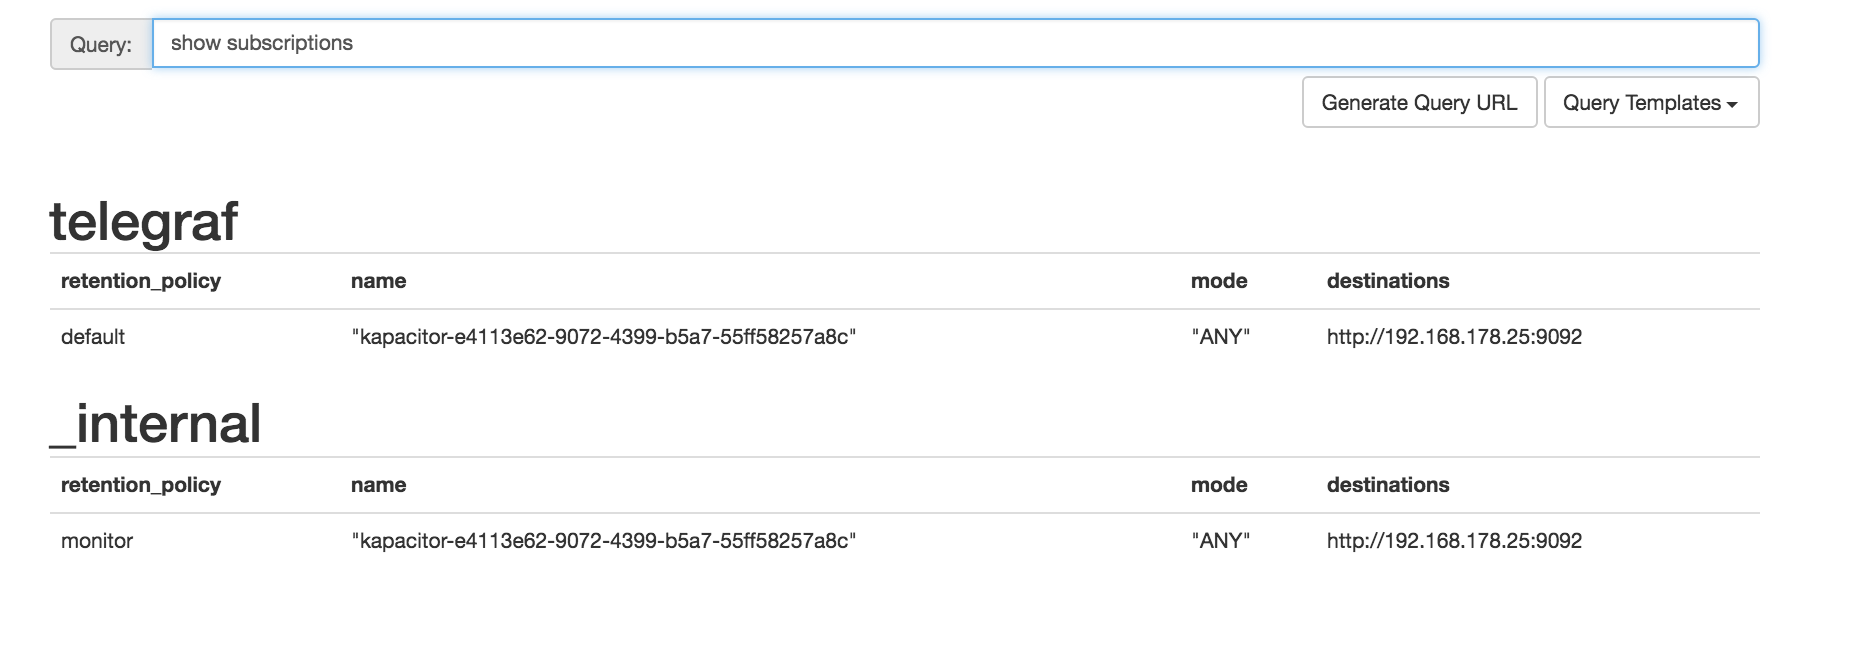 Query: show subscriptions
Generate Query URL Query Templates
telegraf
retention_policy name mode destinations
default "kapacitor-e4113e62-9072-4399-b5a7-55ff58257a8c" "ANY" http://192.168.178.25:9092
_internal
retention_policy name mode destinations
monitor "kapacitor-e4113e62-9072-4399-b5a7-55ff58257a8c" "ANY" http://192.168.178.25:9092